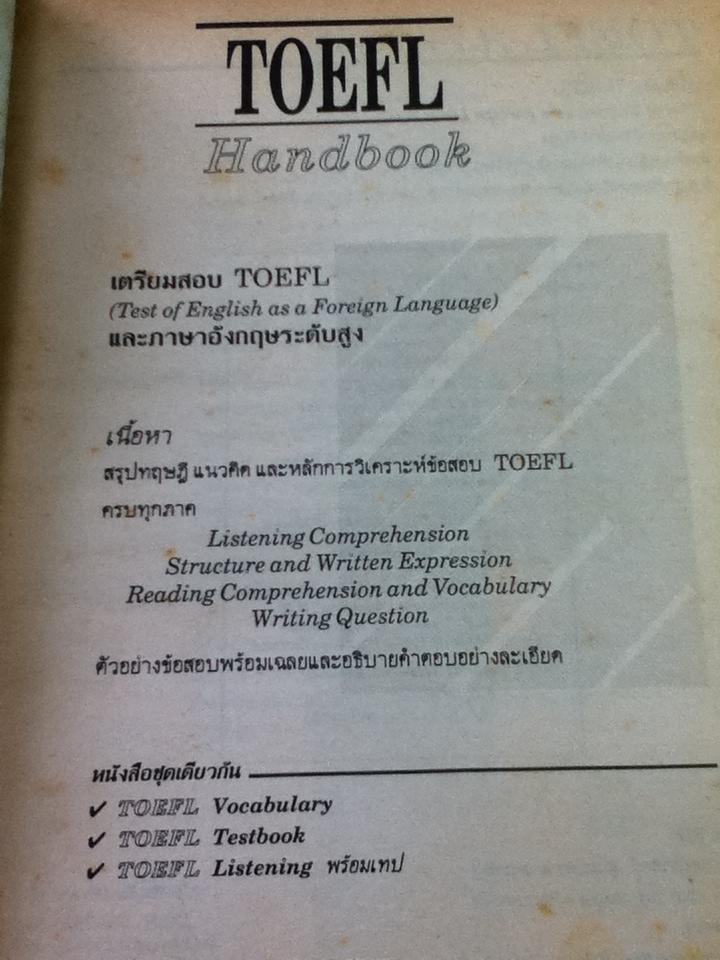 TOEFL
Handbook
เตรียมสอบ TOEFL
(Test of English as a Foreign Language)
และภาษาอังกฤษระดับสูง
เนื้อหา
สรุปทฤษฎี แนวคิด และหลักการวิเคราะห์ข้อสอบ TOEFL
ครบทุกภาค
Listening Comprehension
Structure and Written Expression
Reading Comprehension and Vocabulary
Writing Question
ตัวอย่างข้อสอบพร้อมเฉลยและอธิบายคำตอบอย่างละเอียด
หนังสือชุดเดียวกัน
✓ TOEFL Vocabulary
✓ TOEFL Testbook
✓ TOEFL Listening พร้อมเทป